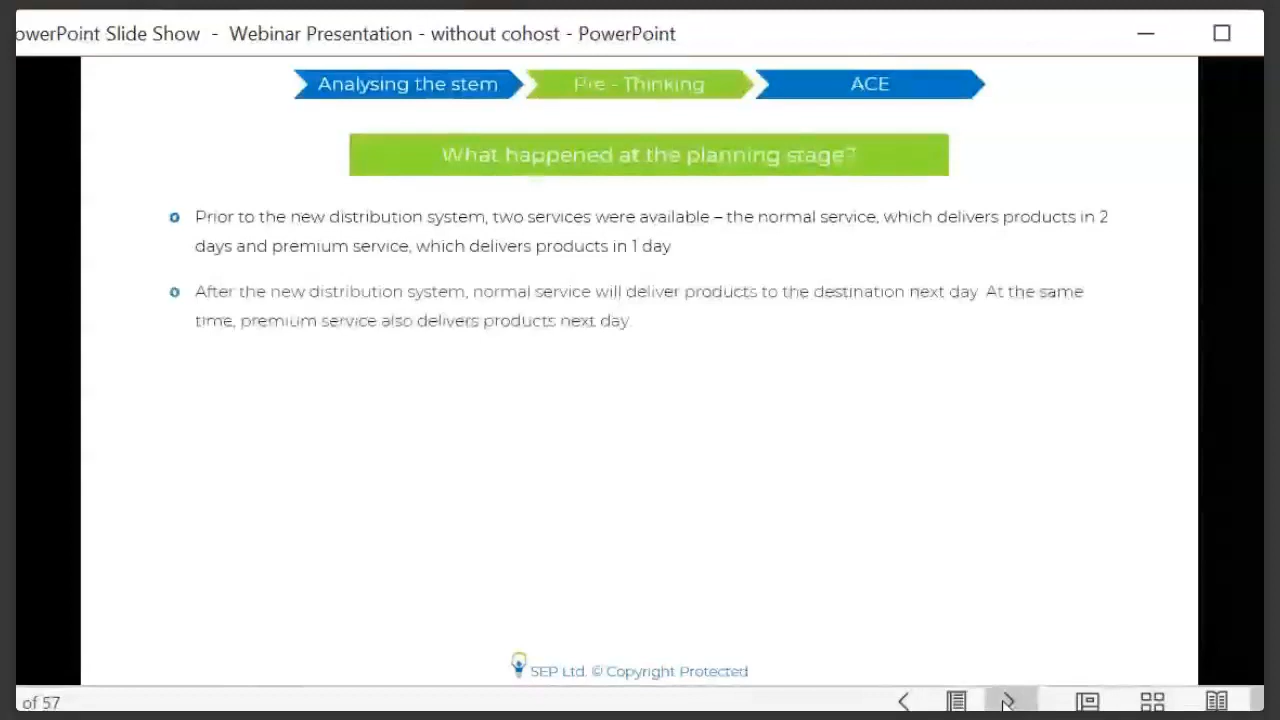 owerPoint Slide Show - Webinar Presentation - without cohost - PowerPoint
Analysing the stem
Pre - Thinking
ACE
What happened at the planning stage?
Prior to the new distribution system, two services were available – the normal service, which delivers products in 2
days and premium service, which delivers products in 1 day
After the new distribution system, normal service will deliver products to the destination next day. At the same
time, premium service also delivers products next day.
SEP Ltd. © Copyright Protected
of 57